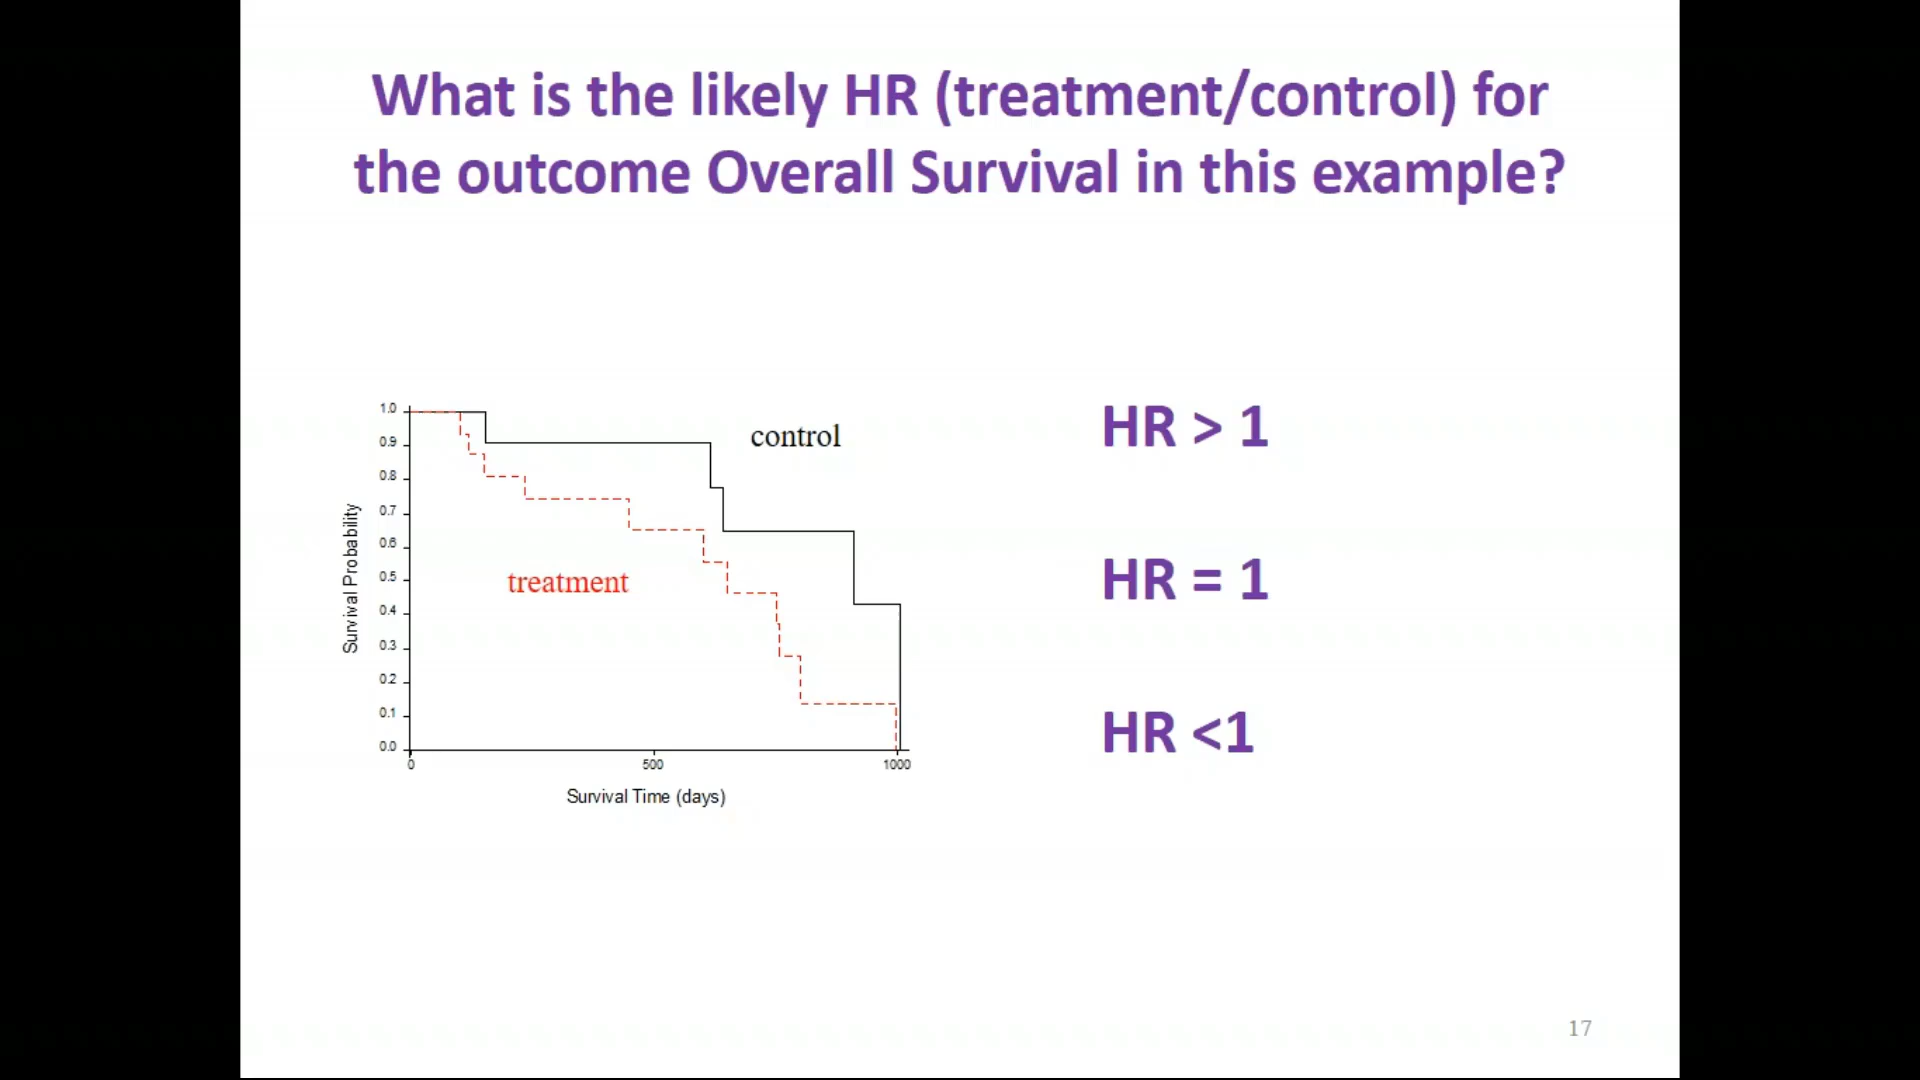 What is the likely HR (treatment/control) for
the outcome Overall Survival in this example?
1.0
0.9
0.8
0.7
0.6
0.5
0.4
0.3
0.2
0.1
0.0
Survival Probability
control
treatment
0
500
1000
Survival Time (days)
HR > 1
HR = 1
HR <1
17